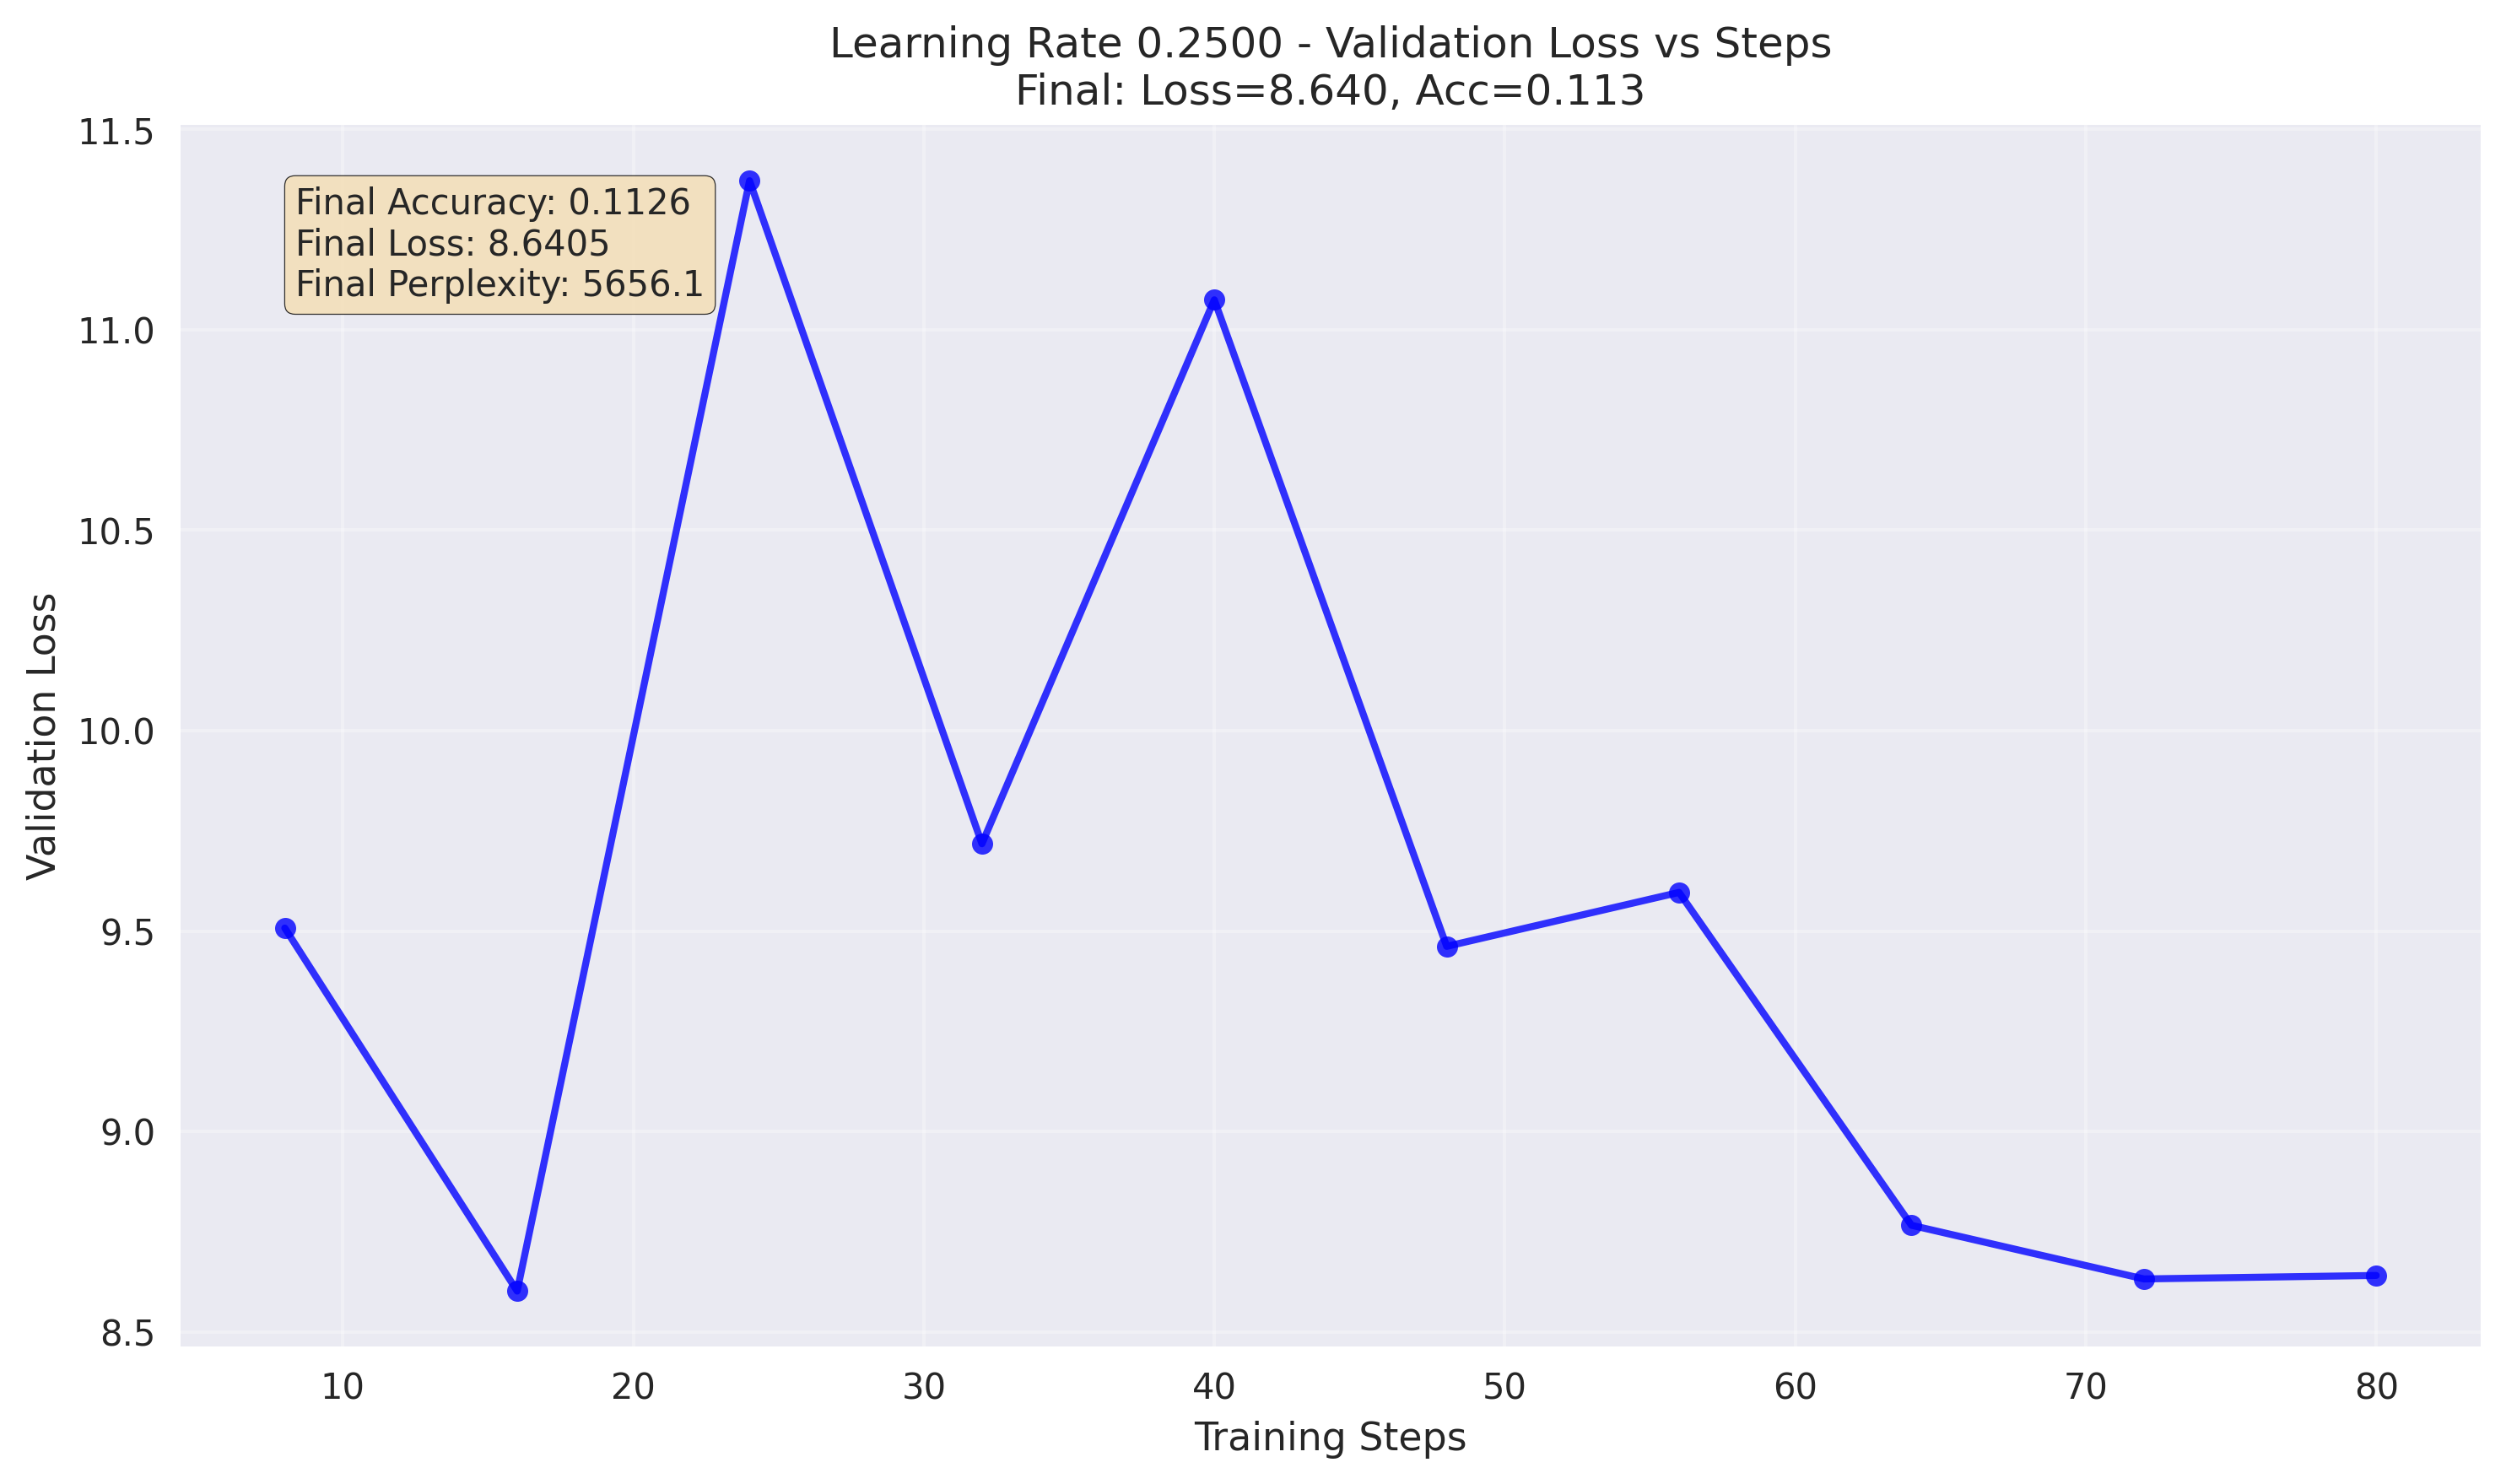 Learning Rate 0.2500 - Validation Loss vs Steps
Final: Loss=8.640, Acc=0.113
Final Accuracy: 0.1126
Final Loss: 8.6405
Final Perplexity: 5656.1
Validation Loss
11.5
11.0
10.5
10.0
9.5
9.0
8.5
10 20 30 40 50 60 70 80
Training Steps